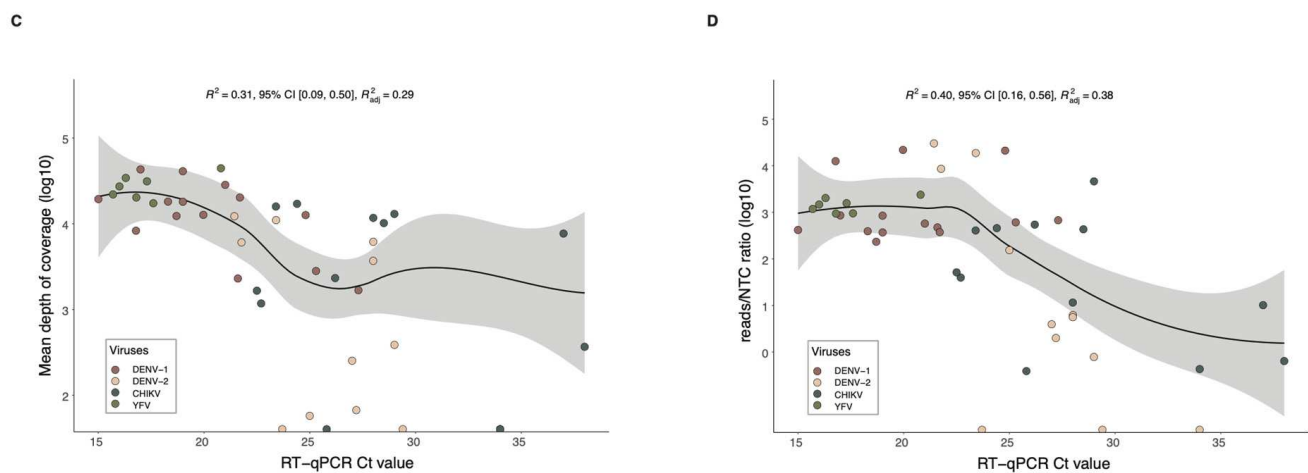 C
R² = 0.31, 95% CI [0.09, 0.50], R²adj = 0.29
Mean depth of coverage (log10)
5
4
3
2
Viruses
DENV-1
DENV-2
CHIKV
YFV
15 20 25 30 35
RT-qPCR Ct value
D
R² = 0.40, 95% CI [0.16, 0.56], R²adj = 0.38
reads/NTC ratio (log10)
5
4
3
2
1
0
Viruses
DENV-1
DENV-2
CHIKV
YFV
15 20 25 30 35
RT-qPCR Ct value